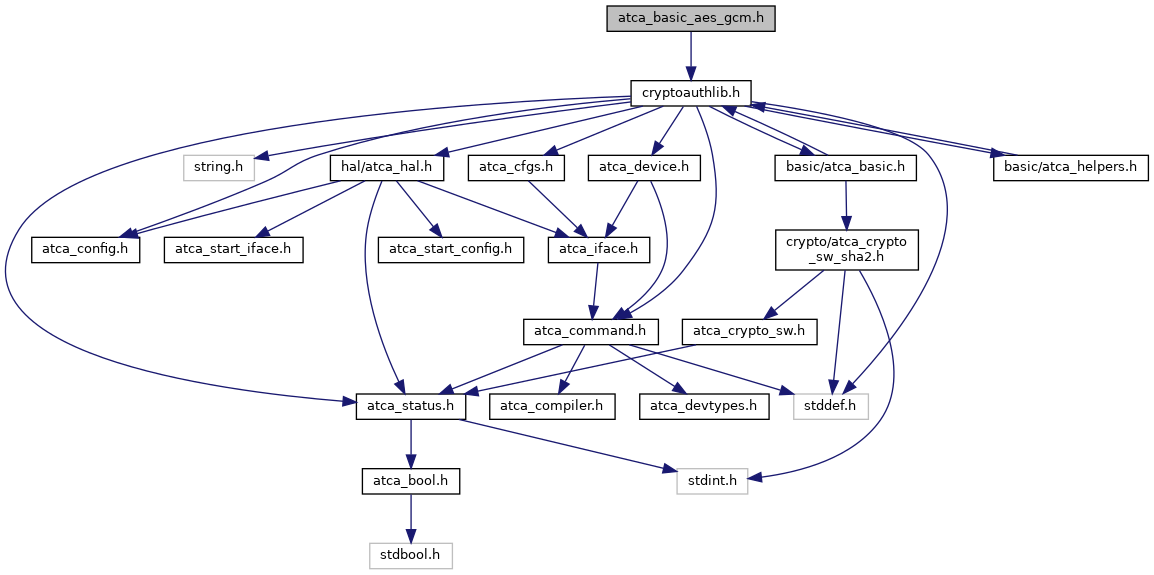 atca_basic_aes_gcm.h
cryptoauthlib.h
string.h
hal/atca_hal.h
atca_cfgs.h
atca_device.h
basic/atca_basic.h
basic/atca_helpers.h
atca_config.h
atca_start_iface.h
atca_start_config.h
atca_iface.h
crypto/atca_crypto
_sw_sha2.h
atca_command.h
atca_crypto_sw.h
atca_status.h
atca_compiler.h
atca_devtypes.h
stddef.h
atca_bool.h
stdint.h
stdbool.h